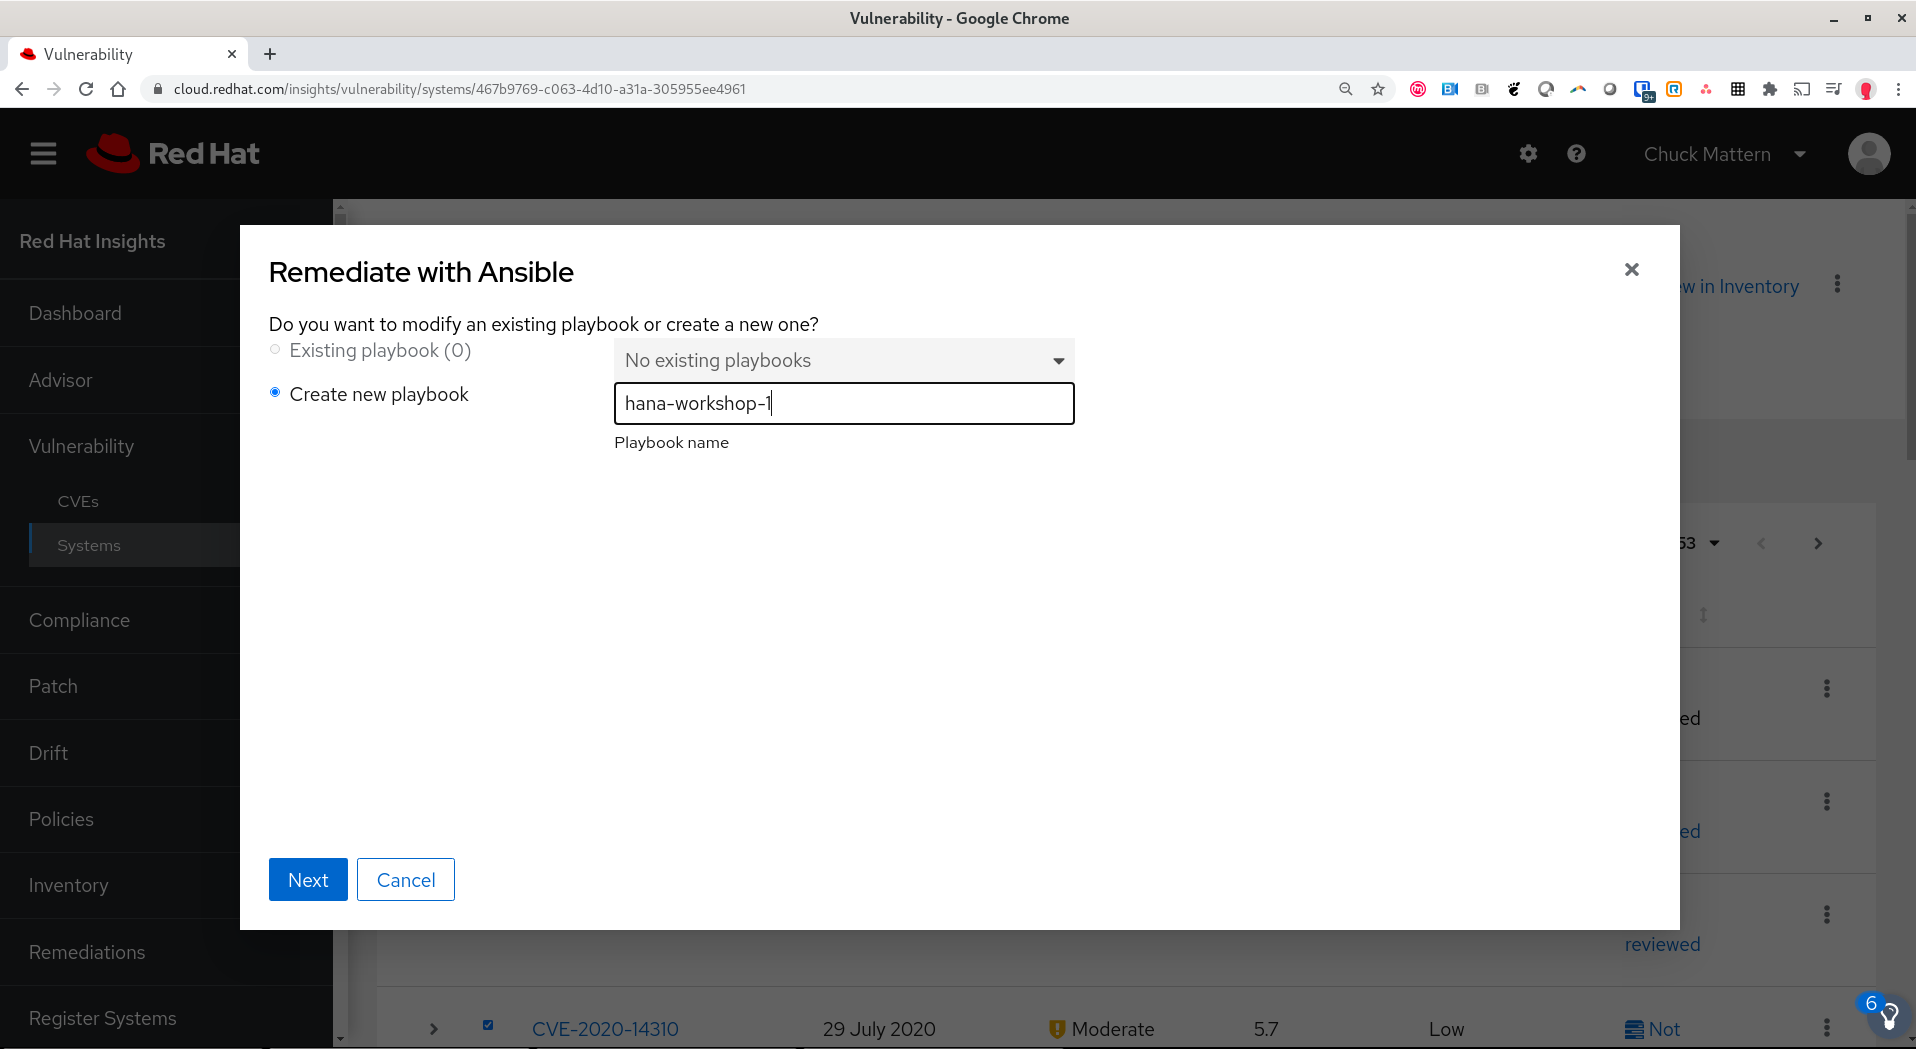 Vulnerability - Google Chrome
Vulnerability
cloud.redhat.com/insights/vulnerability/systems/467b9769-c063-4d10-a31a-305955ee4961
9+
Red Hat
Chuck Mattern
Red Hat Insights
Dashboard
Advisor
Vulnerability
CVEs
Systems
Compliance
Patch
Drift
Policies
Inventory
Remediations
Register Systems
Remediate with Ansible
Do you want to modify an existing playbook or create a new one?
Existing playbook (0)
No existing playbooks
Create new playbook
hana-workshop-1
Playbook name
Next
Cancel
ew in Inventory
53
ed
ed
reviewed
CVE-2020-14310 29 July 2020 Moderate 5.7 Low Not
6